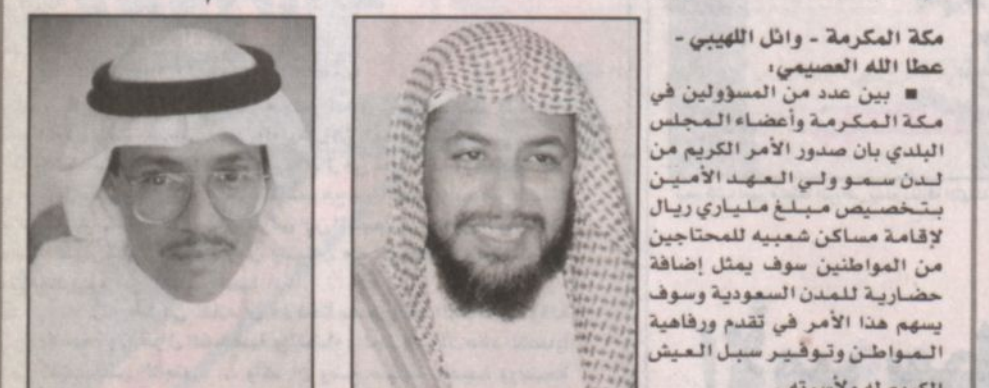 مكة المكرمة - وائل اللهيبي -
عطا الله العصيمي:
■ بين عدد من المسؤولين في
مكة المكرمة وأعضاء المجلس
البلدي بان صدور الأمر الكريم من
لدن سمو ولي العهد الأمين
بتخصيص مبلغ ملياري ريال
لإقامة مساكن شعبيه للمحتاجين
من المواطنين سوف يمثل إضافة
حضارية للمدن السعودية وسوف
يسهم هذا الأمر في تقدم ورفاهية
المواطن وتوفير سبل العيش